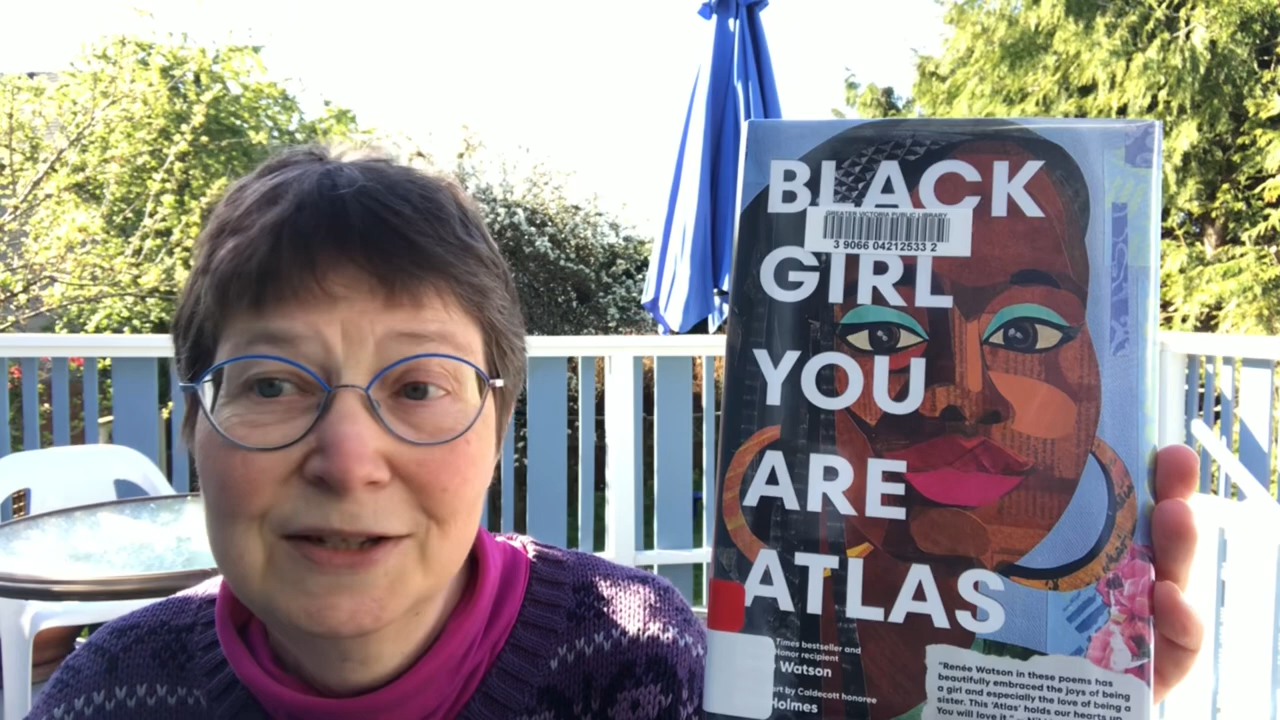 BLACK
GREATER VICTORIA PUBLIC LIBRARY
3 9066 04212533 2
GIRL
YOU
ARE
ATLAS
Times bestseller and
Honor recipient
Watson
art by Caldecott honoree
Holmes
"Renée Watson in these poems has
beautifully embraced the joys of being
a girl and especially the love of being a
sister. This 'Atlas' holds our hearts up.
You will love it."